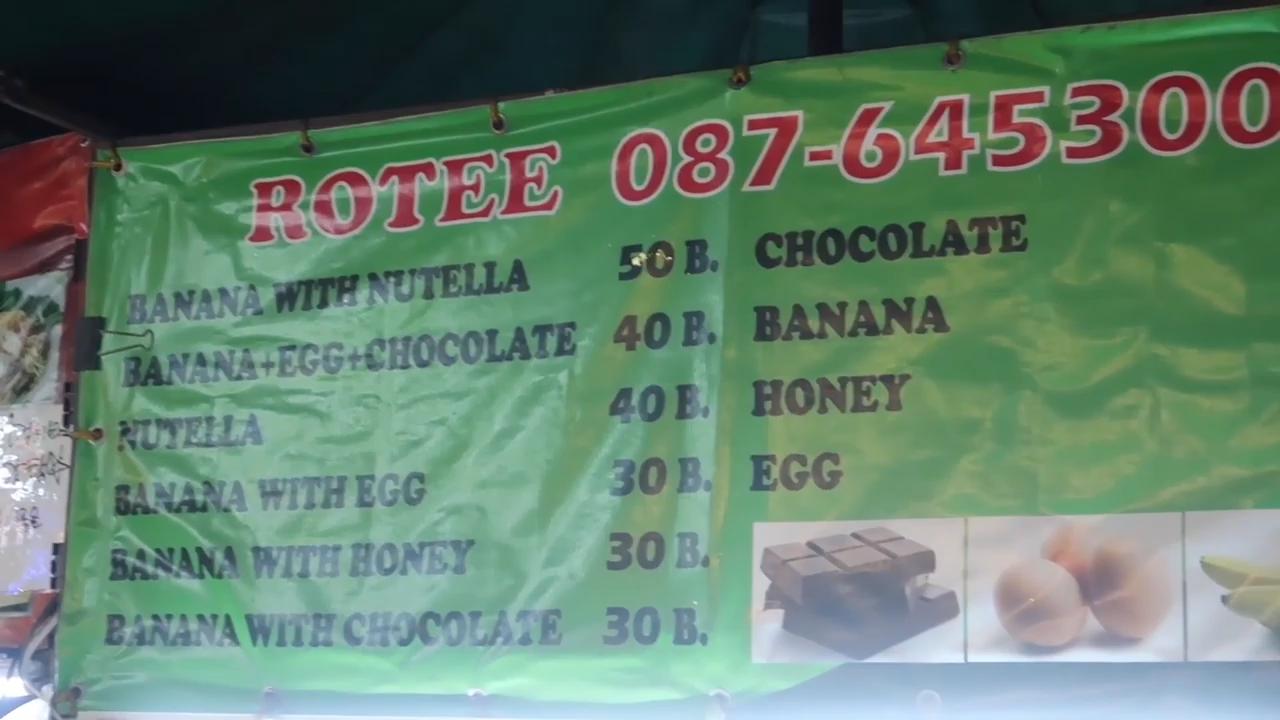 ROTEE 087-645300
BANANA WITH NUTELLA 50 B.
BANANA+EGG+CHOCOLATE 40 B.
NUTELLA 40 B.
BANANA WITH EGG 30 B.
BANANA WITH HONEY 30 B.
BANANA WITH CHOCOLATE 30 B.
CHOCOLATE
BANANA
HONEY
EGG